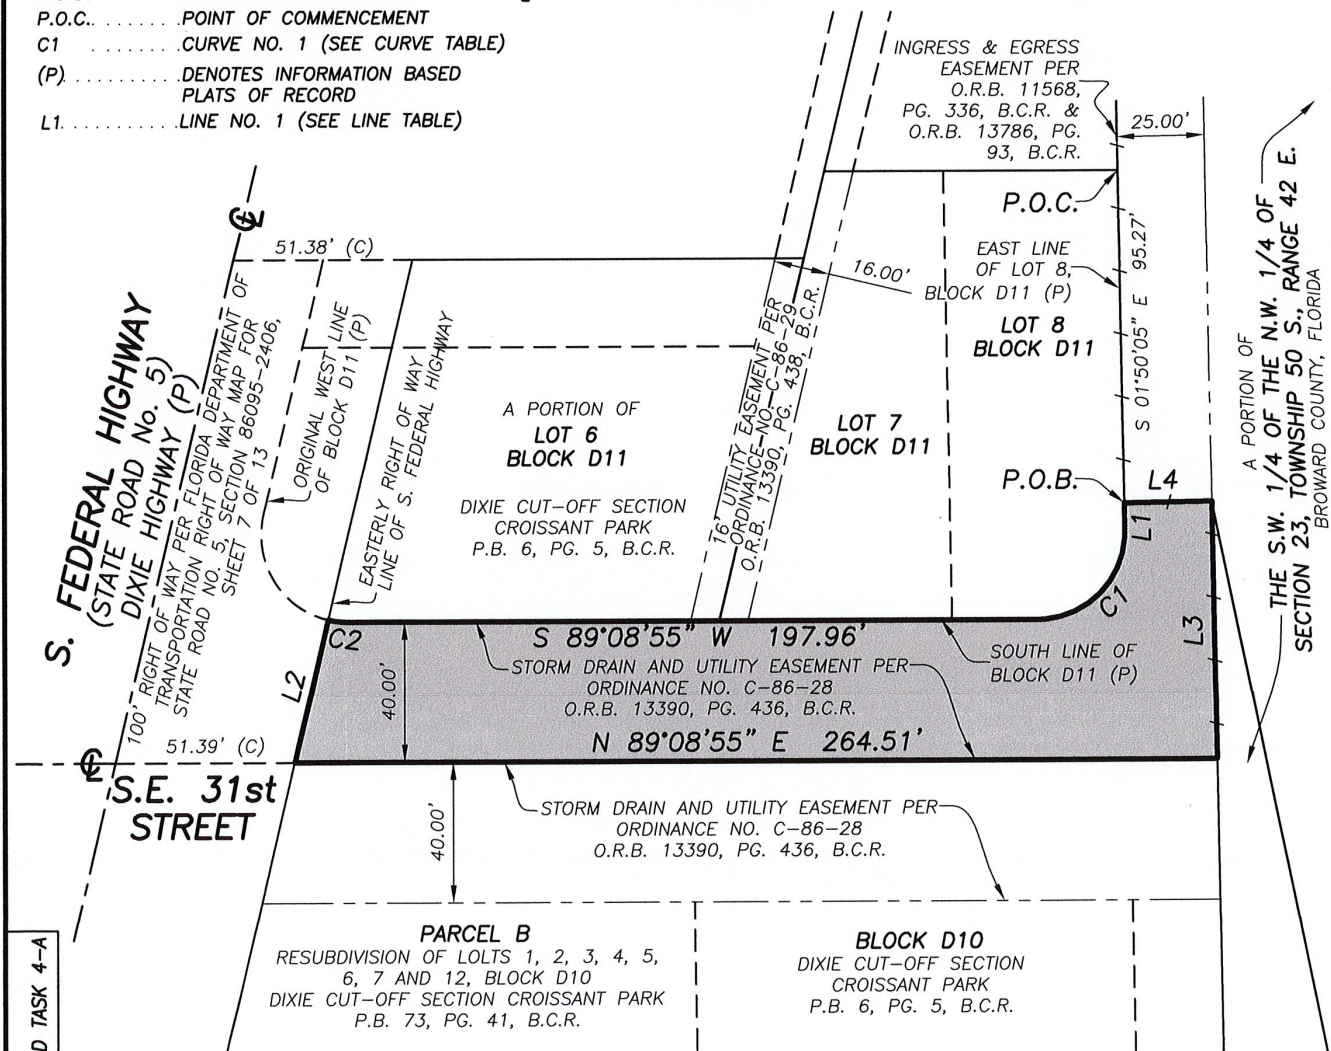 P.O.C. . . . . . . . . POINT OF COMMENCEMENT
C1 . . . . . . . . CURVE NO. 1 (SEE CURVE TABLE)
(P) . . . . . . . . . . DENOTES INFORMATION BASED
PLATS OF RECORD
L1. . . . . . . . . . . LINE NO. 1 (SEE LINE TABLE)
INGRESS & EGRESS
EASEMENT PER
O.R.B. 11568,
PG. 336, B.C.R. &
O.R.B. 13786, PG.
93, B.C.R.
25.00'
P.O.C.
S 01°50'05" E 95.27'
EAST LINE
OF LOT 8,
BLOCK D11 (P)
LOT 8
BLOCK D11
16.00'
51.38' (C)
S. FEDERAL HIGHWAY
(STATE ROAD No. 5)
DIXIE HIGHWAY (P)
100' RIGHT OF WAY PER FLORIDA DEPARTMENT OF
TRANSPORTATION RIGHT OF WAY MAP FOR
STATE ROAD NO. 5, SECTION 86095-2406,
SHEET 7 OF 13
ORIGINAL WEST LINE
OF BLOCK D11 (P)
EASTERLY RIGHT OF WAY
LINE OF S. FEDERAL HIGHWAY
A PORTION OF
LOT 6
BLOCK D11
DIXIE CUT-OFF SECTION
CROISSANT PARK
P.B. 6, PG. 5, B.C.R.
16' UTILITY EASEMENT PER
ORDINANCE NO. C-86-29
O.R.B. 13390, PG. 438, B.C.R.
LOT 7
BLOCK D11
P.O.B.
L4
L1
C1
L3
A PORTION OF
THE S.W. 1/4 OF THE N.W. 1/4 OF
SECTION 23, TOWNSHIP 50 S., RANGE 42 E.
BROWARD COUNTY, FLORIDA
C2
L2
S 89°08'55" W 197.96'
40.00'
STORM DRAIN AND UTILITY EASEMENT PER
ORDINANCE NO. C-86-28
O.R.B. 13390, PG. 436, B.C.R.
SOUTH LINE OF
BLOCK D11 (P)
N 89°08'55" E 264.51'
51.39' (C)
S.E. 31st
STREET
40.00'
STORM DRAIN AND UTILITY EASEMENT PER
ORDINANCE NO. C-86-28
O.R.B. 13390, PG. 436, B.C.R.
PARCEL B
RESUBDIVISION OF LOLTS 1, 2, 3, 4, 5,
6, 7 AND 12, BLOCK D10
DIXIE CUT-OFF SECTION CROISSANT PARK
P.B. 73, PG. 41, B.C.R.
BLOCK D10
DIXIE CUT-OFF SECTION
CROISSANT PARK
P.B. 6, PG. 5, B.C.R.
D TASK 4-A